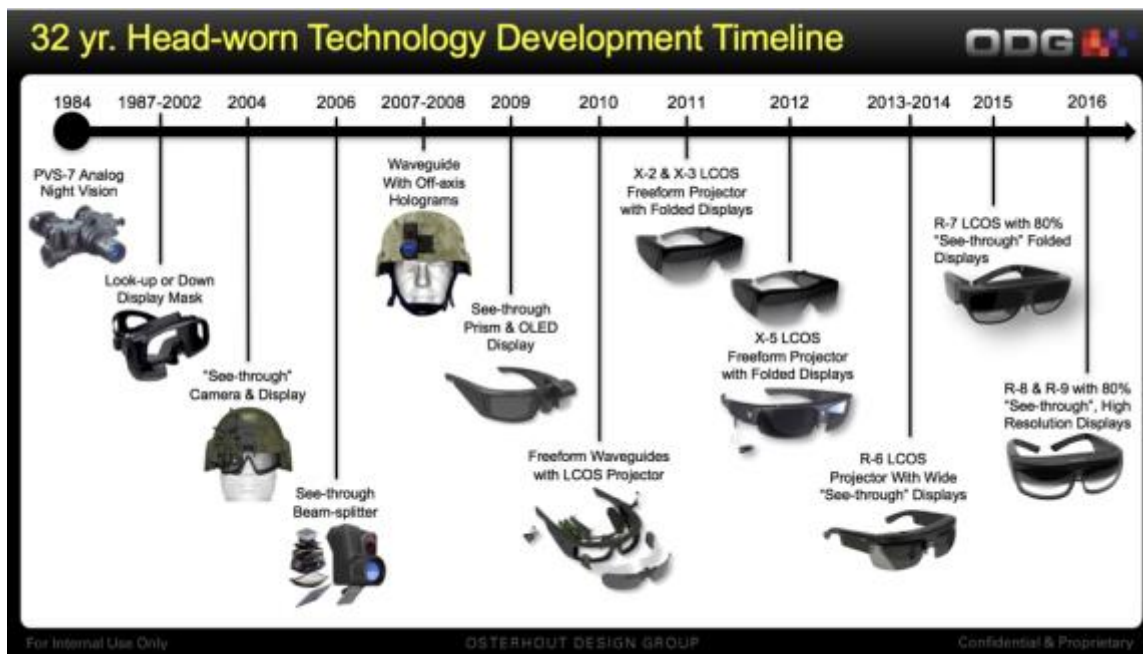 32 yr. Head-worn Technology Development Timeline
ODG
1984
1987-2002
2004
2006
2007-2008
2009
2010
2011
2012
2013-2014
2015
2016
PVS-7 Analog
Night Vision
Look-up or Down
Display Mask
"See-through"
Camera & Display
See-through
Beam-splitter
Waveguide
With Off-axis
Holograms
See-through
Prism & OLED
Display
Freeform Waveguides
with LCOS Projector
X-2 & X-3 LCOS
Freeform Projector
with Folded Displays
X-5 LCOS
Freeform Projector
with Folded Displays
R-6 LCOS
Projector With Wide
"See-through" Displays
R-7 LCOS with 80%
"See-through" Folded
Displays
R-8 & R-9 with 80%
"See-through", High
Resolution Displays
For Internal Use Only
OSTERHOUT DESIGN GROUP
Confidential & Proprietary